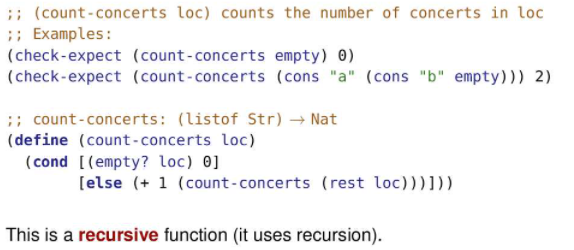 ;; (count-concerts loc) counts the number of concerts in loc
;; Examples:
(check-expect (count-concerts empty) 0)
(check-expect (count-concerts (cons "a" (cons "b" empty))) 2)
;; count-concerts: (listof Str) → Nat
(define (count-concerts loc)
(cond [(empty? loc) 0]
[else (+ 1 (count-concerts (rest loc)))]))
This is a recursive function (it uses recursion).